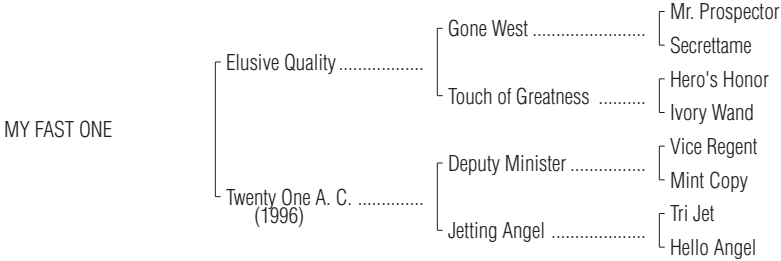 Mr. Prospector
Gone West ........................
Secrettame
Elusive Quality ..................
Hero's Honor
Touch of Greatness ..........
Ivory Wand
MY FAST ONE
Vice Regent
Deputy Minister ................
Mint Copy
Twenty One A. C. ..............
(1996)
Tri Jet
Jetting Angel ....................
Hello Angel